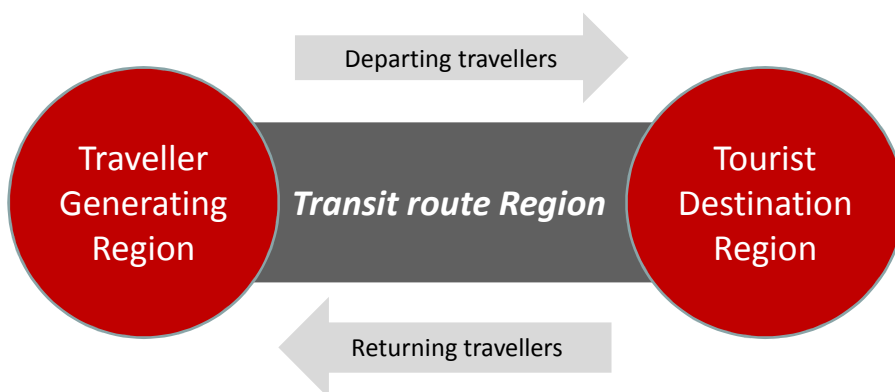 Departing travellers
Traveller
Generating
Region
Transit route Region
Tourist
Destination
Region
Returning travellers